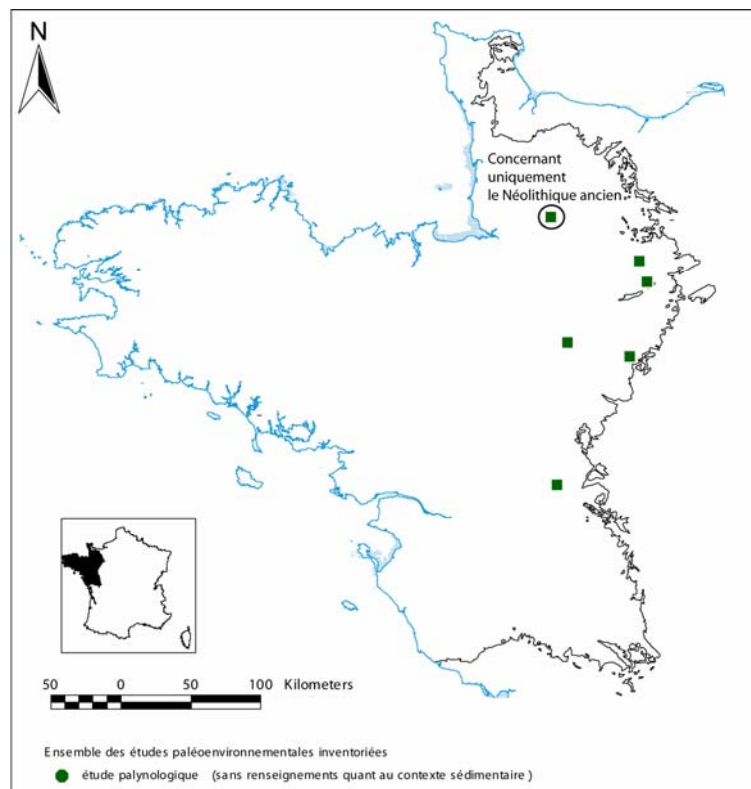 N
Concernant
uniquement
le Néolithique ancien
50 0 50 100 Kilometers
Ensemble des études paléoenvironnementales inventoriées
étude palynologique (sans renseignements quant au contexte sédimentaire )